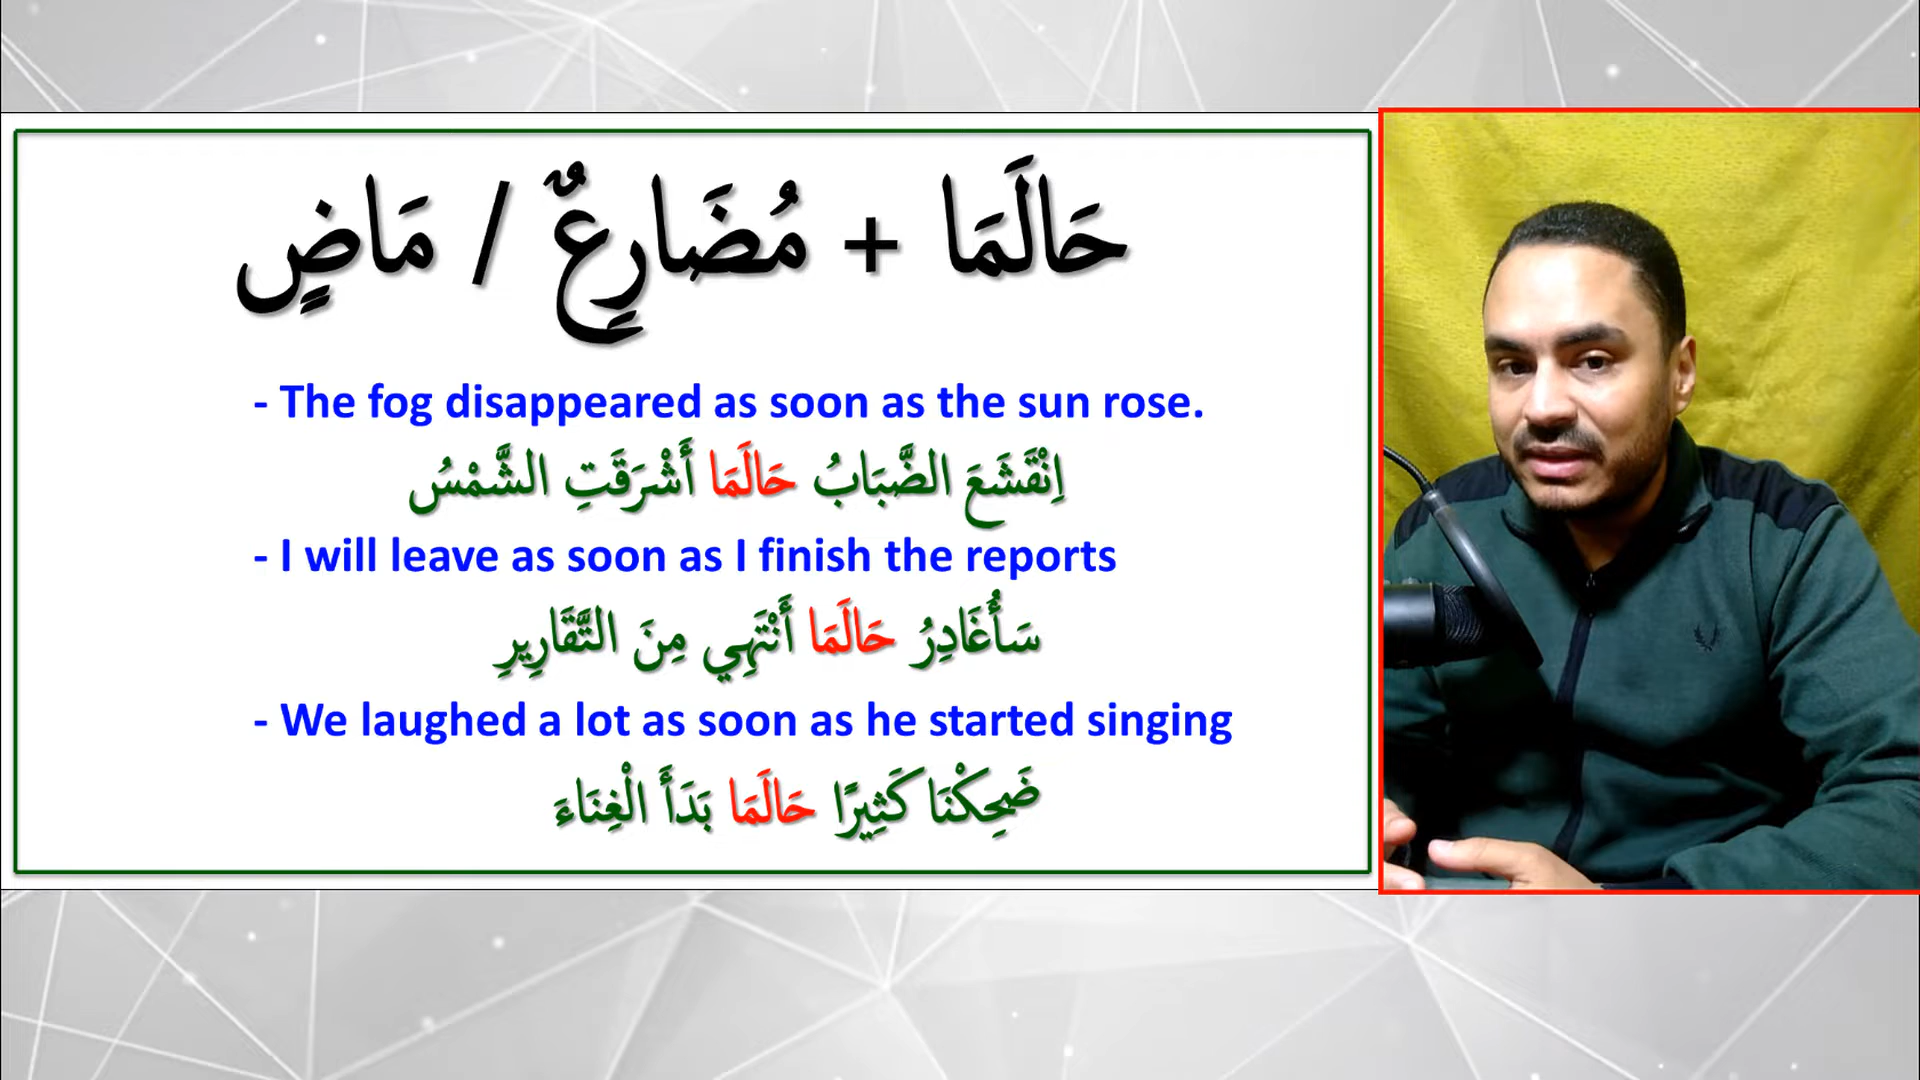 حَالَمَا + مُضَارِعٌ / مَاضٍ
- The fog disappeared as soon as the sun rose.
اِنْقَشَعَ الضَّبَابُ حَالَمَا أَشْرَقَتِ الشَّمْسُ
- I will leave as soon as I finish the reports
سَأُغَادِرُ حَالَمَا أَنْتَهِي مِنَ التَّقَارِيرِ
- We laughed a lot as soon as he started singing
ضَحِكْنَا كَثِيرًا حَالَمَا بَدَأَ الْغِنَاءَ